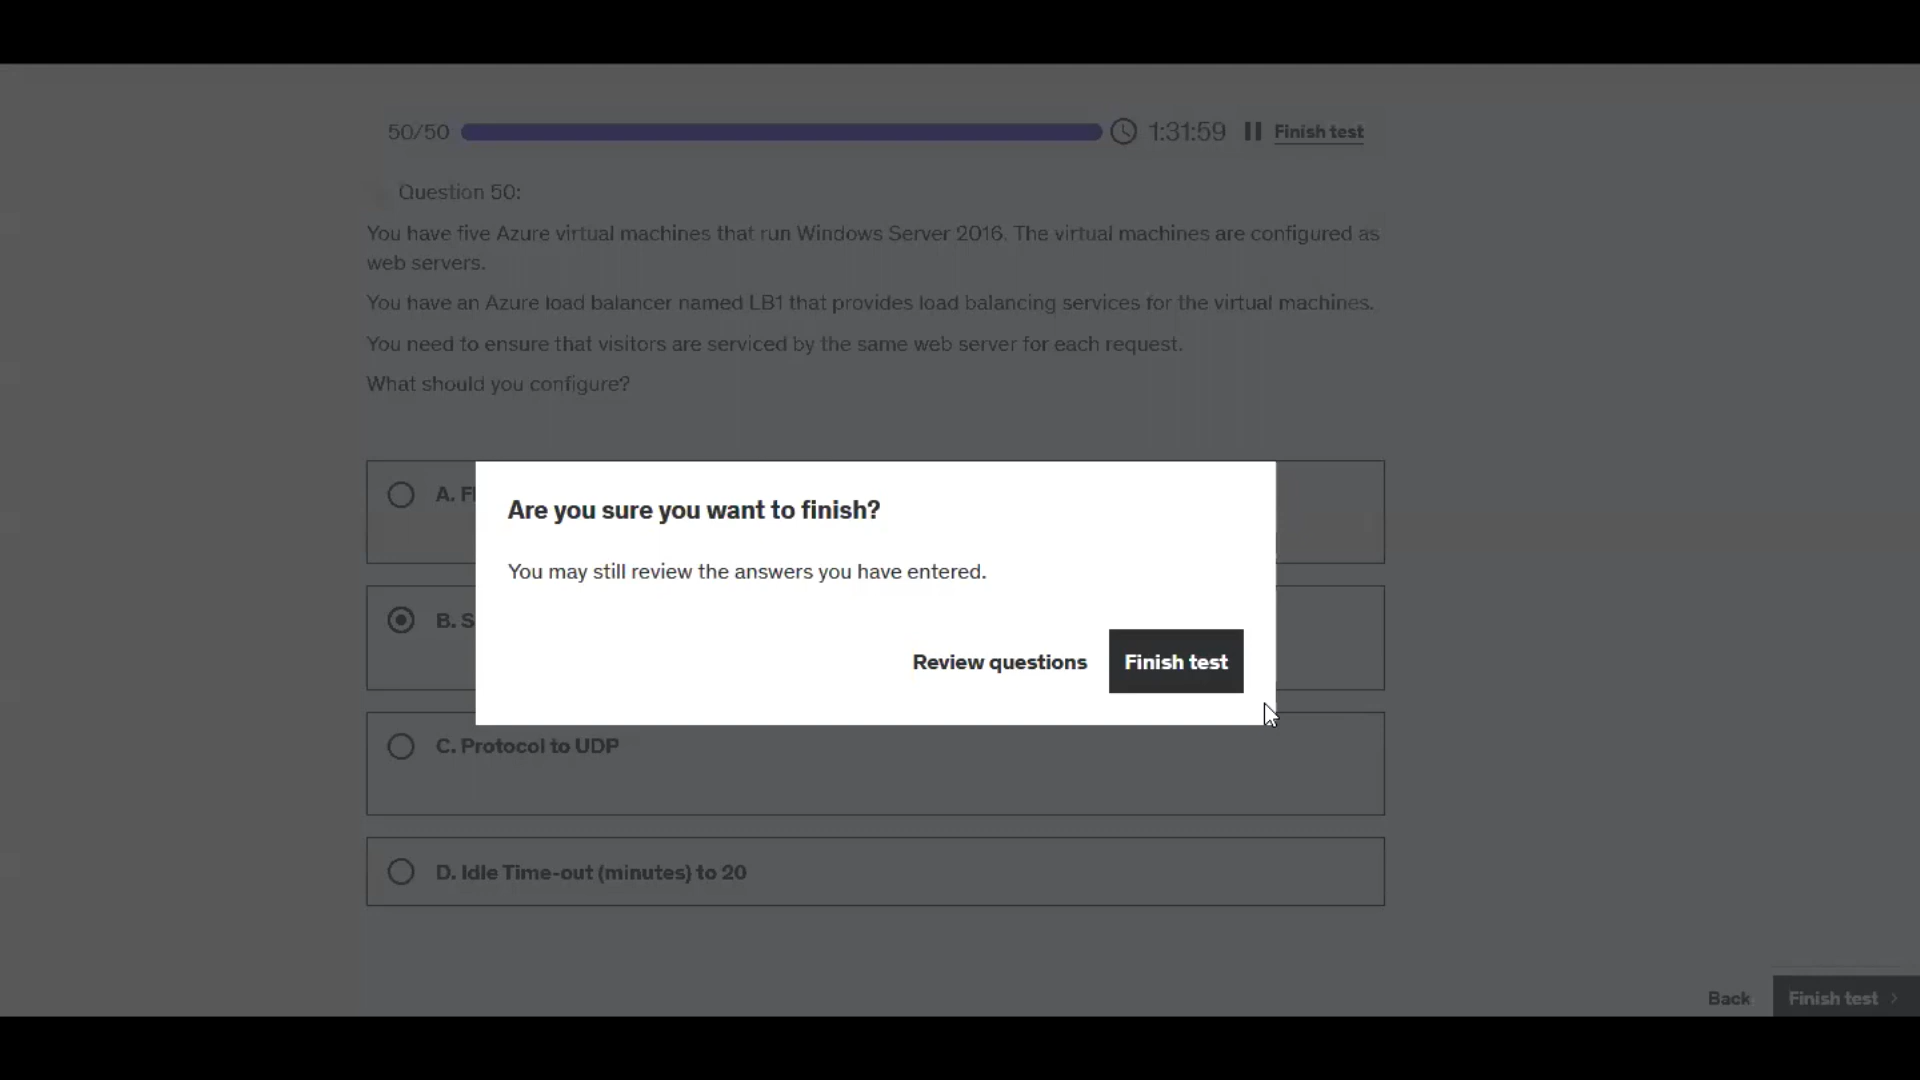 50/50 1:31:59 Finish test
Question 50:
You have five Azure virtual machines that run Windows Server 2016. The virtual machines are configured as
web servers.
You have an Azure load balancer named LB1 that provides load balancing services for the virtual machines.
You need to ensure that visitors are serviced by the same web server for each request.
What should you configure?
A.
Are you sure you want to finish?
You may still review the answers you have entered.
B. S
Review questions Finish test
C. Protocol to UDP
D. Idle Time-out (minutes) to 20
Back Finish test